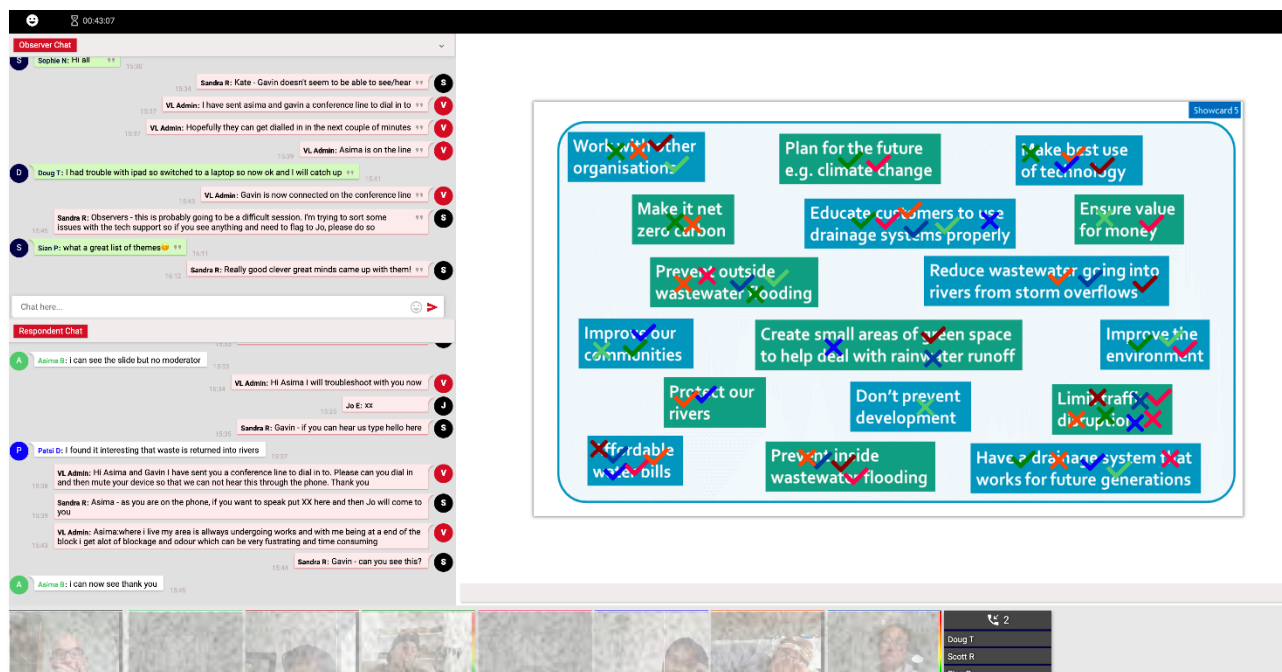 00:43:07
Observer Chat
S
Sophie N: Hi all
15:30
Sandra R: Kate - Gavin doesn't seem to be able to see/hear
15:34
S
VL Admin: I have sent asima and gavin a conference line to dial in to
15:37
V
VL Admin: Hopefully they can get dialled in in the next couple of minutes
15:37
V
VL Admin: Asima is on the line
15:39
V
D
Doug T: I had trouble with ipad so switched to a laptop so now ok and I will catch up
15:41
VL Admin: Gavin is now connected on the conference line
15:43
V
Sandra R: Observers - this is probably going to be a difficult session. I'm trying to sort some
issues with the tech support so if you see anything and need to flag to Jo, please do so
15:45
S
S
Sian P: what a great list of themes
16:11
Sandra R: Really good clever great minds came up with them!
16:12
S
Chat here...
Respondent Chat
A
Asima B: i can see the slide but no moderator
15:33
VL Admin: Hi Asima I will troubleshoot with you now
15:34
V
Jo E: xx
15:35
J
Sandra R: Gavin - if you can hear us type hello here
15:35
S
P
Patsi D: I found it interesting that waste is returned into rivers
15:37
VL Admin: Hi Asima and Gavin I have sent you a conference line to dial in to. Please can you dial in
and then mute your device so that we can not hear this through the phone. Thank you
15:38
V
Sandra R: Asima - as you are on the phone, if you want to speak put XX here and then Jo will come to
you
15:39
S
VL Admin: Asima:where i live my area is allways undergoing works and with me being at a end of the
block i get alot of blockage and odour which can be very fustrating and time consuming
15:43
V
Sandra R: Gavin - can you see this?
15:44
S
A
Asima B: i can now see thank you
15:45
Showcard 5
Work with other
organisations
Plan for the future
e.g. climate change
Make best use
of technology
Make it net
zero carbon
Educate customers to use
drainage systems properly
Ensure value
for money
Prevent outside
wastewater flooding
Reduce wastewater going into
rivers from storm overflows
Improve our
communities
Create small areas of green space
to help deal with rainwater runoff
Improve the
environment
Protect our
rivers
Don't prevent
development
Limit traffic
disruption
Affordable
water bills
Prevent inside
wastewater flooding
Have a drainage system that
works for future generations
2
Doug T
Scott R